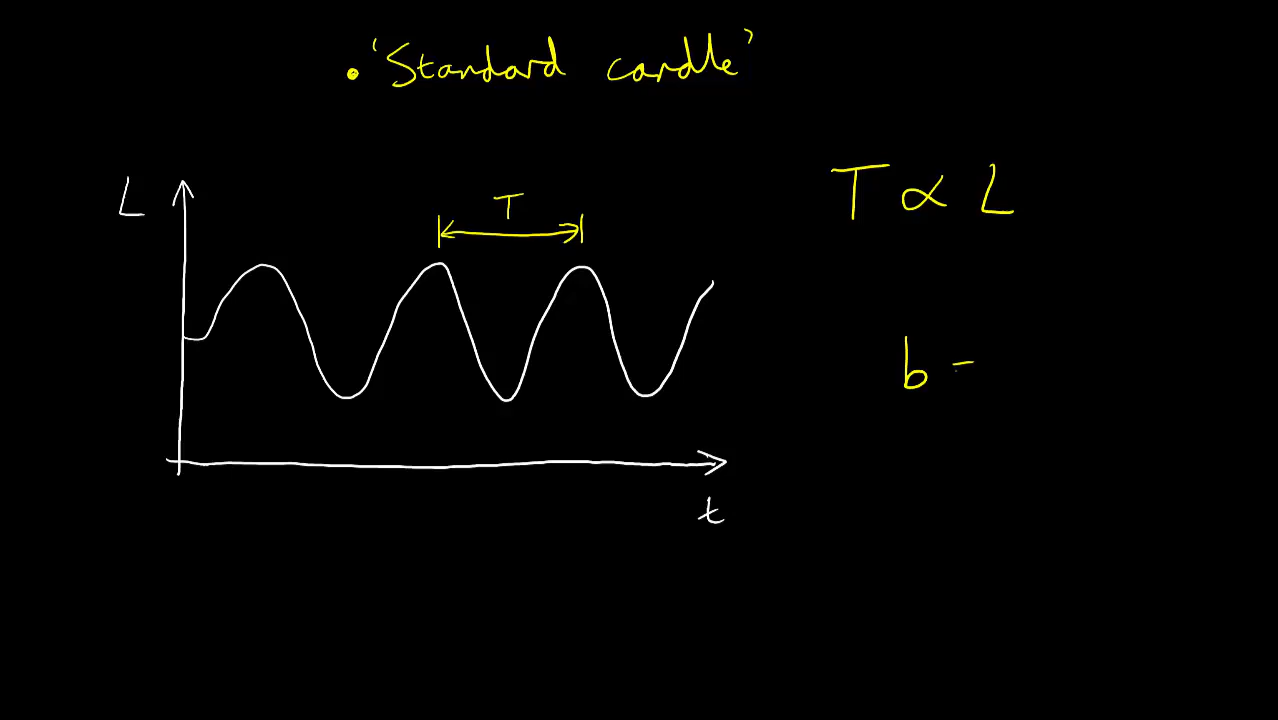 • 'Standard candle'
L
T
T ∝ L
b -
t